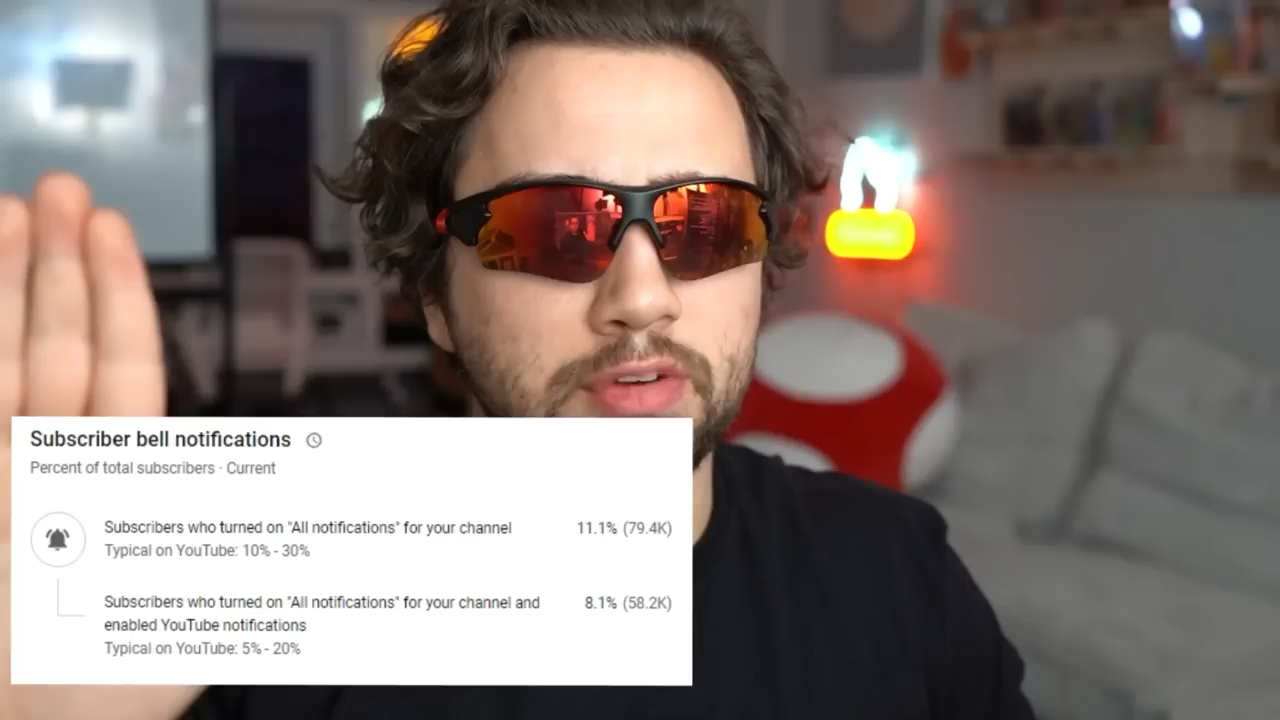 Subscriber bell notifications
Percent of total subscribers · Current
Subscribers who turned on "All notifications" for your channel 11.1% (79.4K)
Typical on YouTube: 10% - 30%
Subscribers who turned on "All notifications" for your channel and 8.1% (58.2K)
enabled YouTube notifications
Typical on YouTube: 5% - 20%